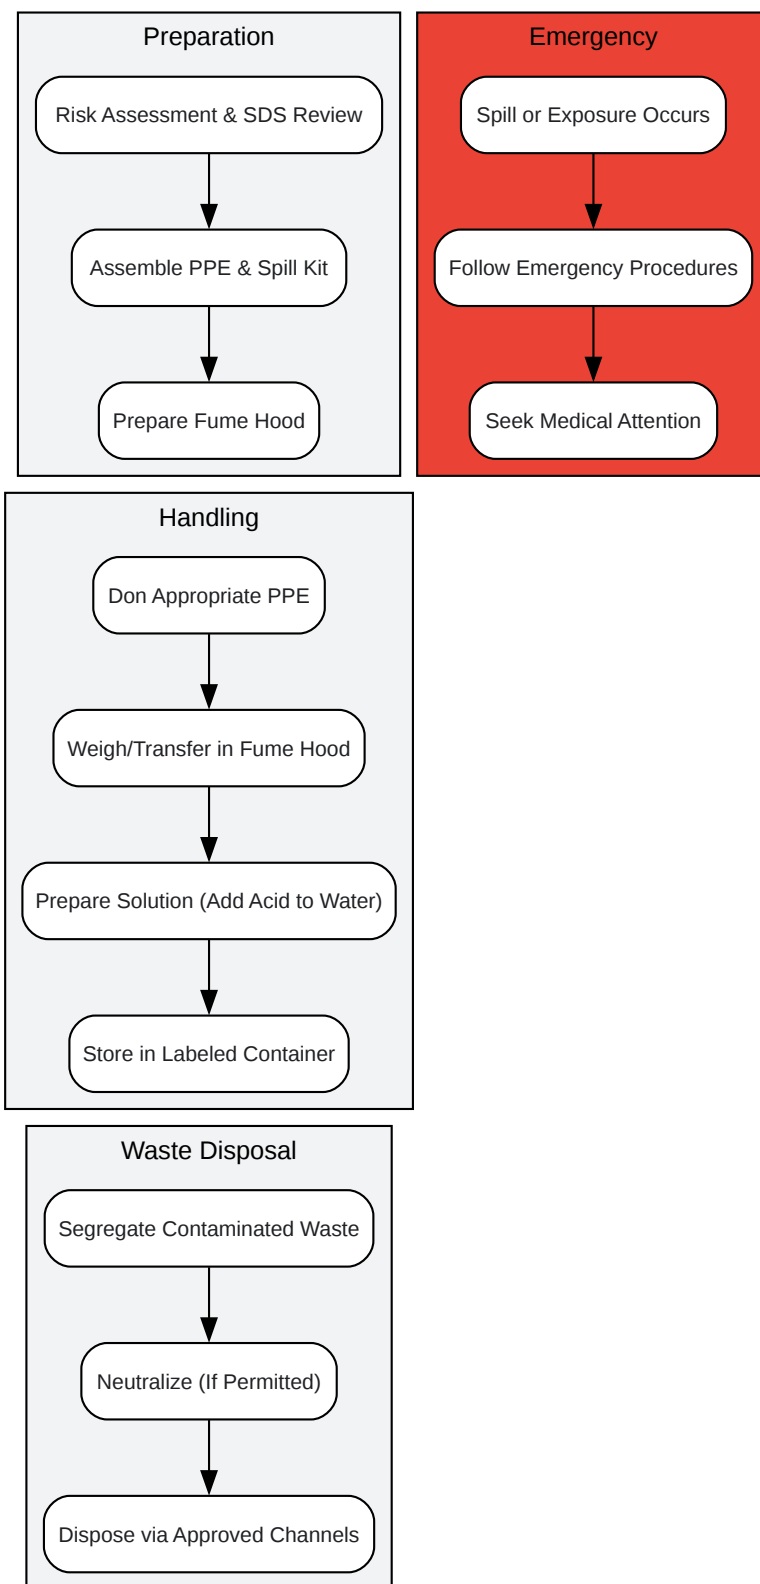 Preparation
Risk Assessment & SDS Review
Assemble PPE & Spill Kit
Prepare Fume Hood
Emergency
Spill or Exposure Occurs
Follow Emergency Procedures
Seek Medical Attention
Handling
Don Appropriate PPE
Weigh/Transfer in Fume Hood
Prepare Solution (Add Acid to Water)
Store in Labeled Container
Waste Disposal
Segregate Contaminated Waste
Neutralize (If Permitted)
Dispose via Approved Channels